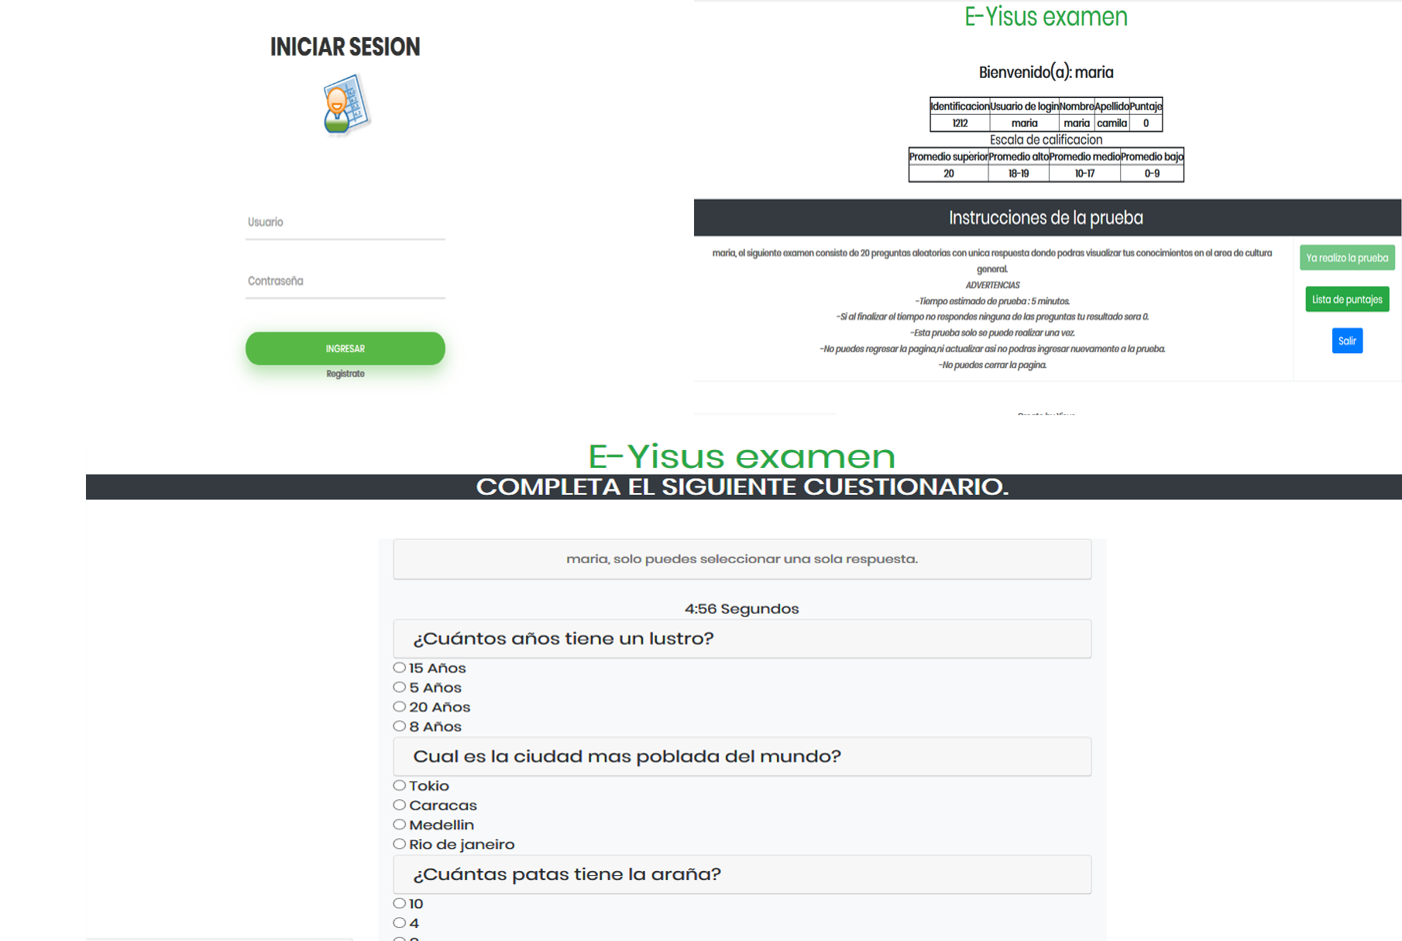 INICIAR SESION
Usuario
Contraseña
INGRESAR
Registrate
E-Yisus examen
Bienvenido(a): maria
Identificacion Usuario de login Nombre Apellido Puntaje
1212 maria maria camila 0
Escala de calificacion
Promedio superior Promedio alto Promedio medio Promedio bajo
20 18-19 10-17 0-9
Instrucciones de la prueba
maria, el siguiente examen consiste de 20 preguntas aleatorias con unica respuesta donde podras visualizar tus conocimientos en el area de cultura
general.
ADVERTENCIAS
-Tiempo estimado de prueba : 5 minutos.
-Si al finalizar el tiempo no respondes ninguna de las preguntas tu resultado sera 0.
-Esta prueba solo se puede realizar una vez.
-No puedes regresar la pagina,ni actualizar asi no podras ingresar nuevamente a la prueba.
-No puedes cerrar la pagina.
Ya realizo la prueba
Lista de puntajes
Salir
E-Yisus examen
COMPLETA EL SIGUIENTE CUESTIONARIO.
maria, solo puedes seleccionar una sola respuesta.
4:56 Segundos
¿Cuántos años tiene un lustro?
15 Años
5 Años
20 Años
8 Años
Cual es la ciudad mas poblada del mundo?
Tokio
Caracas
Medellin
Rio de janeiro
¿Cuántas patas tiene la araña?
10
4